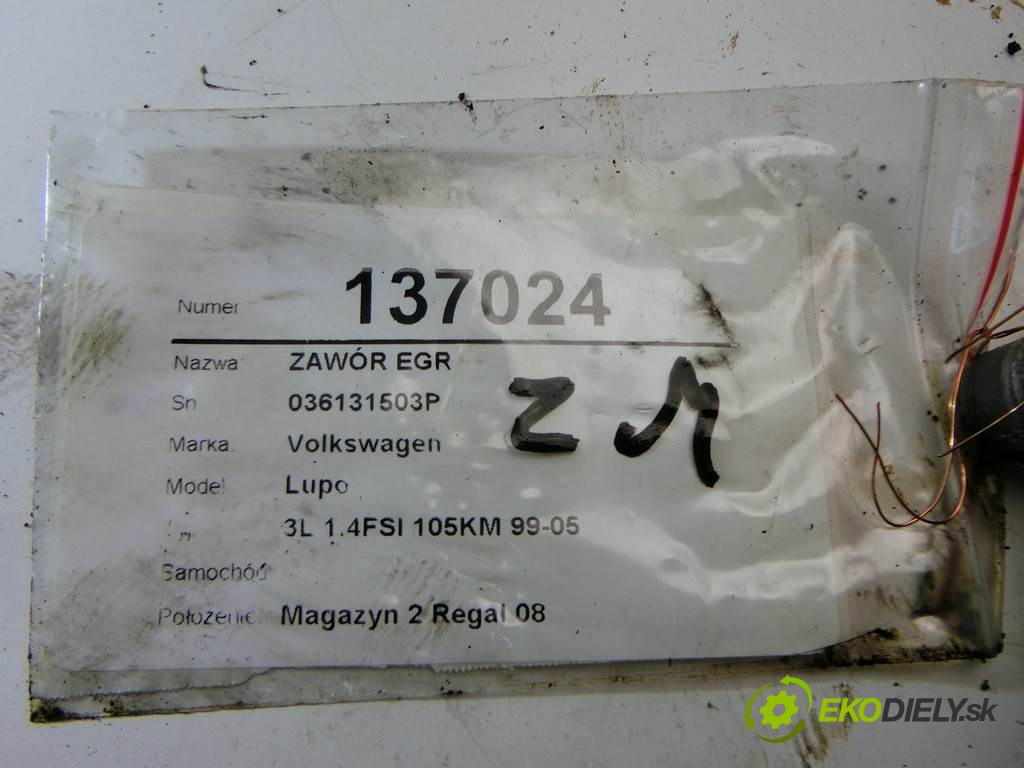 Numer 137024
Nazwa ZAWÓR EGR
Sn 036131503P
Marka Volkswagen
Model Lupo
3L 1.4FSI 105KM 99-05
Samochód
Położenie Magazyn 2 Regał 08
EKODIELY.sk